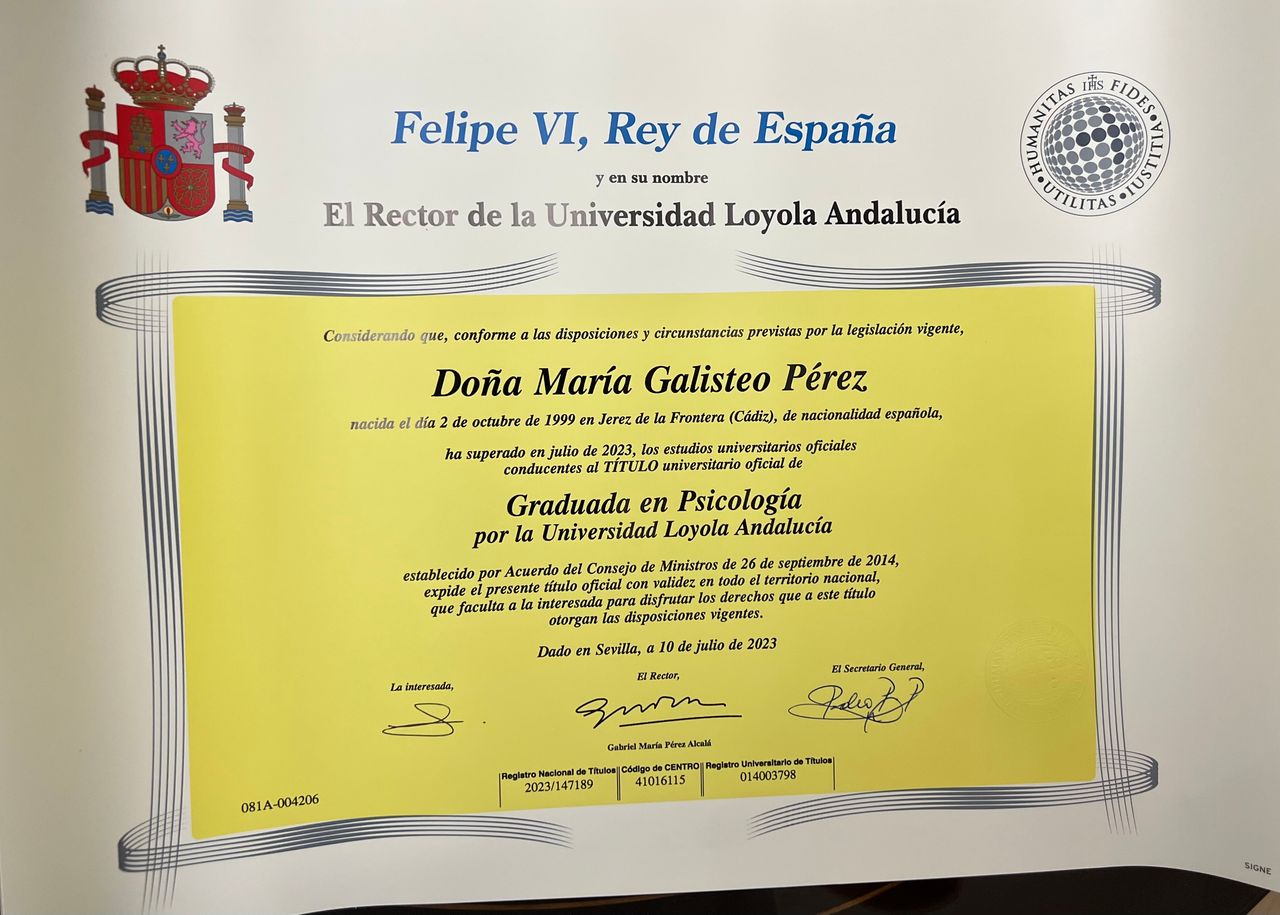 HUMANITAS IHS FIDES • IUSTITIA • UTILITAS •
Felipe VI, Rey de España
y en su nombre
El Rector de la Universidad Loyola Andalucía
Considerando que, conforme a las disposiciones y circunstancias previstas por la legislación vigente,
Doña María Galisteo Pérez
nacida el día 2 de octubre de 1999 en Jerez de la Frontera (Cádiz), de nacionalidad española,
ha superado en julio de 2023, los estudios universitarios oficiales
conducentes al TÍTULO universitario oficial de
Graduada en Psicología
por la Universidad Loyola Andalucía
establecido por Acuerdo del Consejo de Ministros de 26 de septiembre de 2014,
expide el presente título oficial con validez en todo el territorio nacional,
que faculta a la interesada para disfrutar los derechos que a este título
otorgan las disposiciones vigentes.
Dado en Sevilla, a 10 de julio de 2023
La interesada,
El Rector,
El Secretario General,
Gabriel María Pérez Alcalá
Registro Nacional de Títulos Código de CENTRO Registro Universitario de Títulos
2023/147189 41016115 014003798
081A-004206
SIGNE